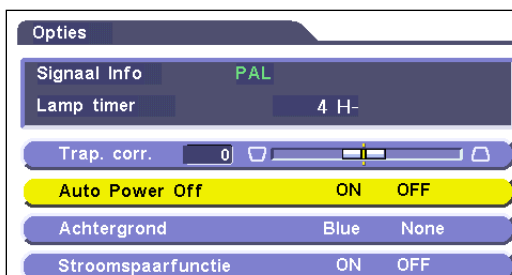 Opties
Signaal Info PAL
Lamp timer 4 H-
Trap. corr. 0
Auto Power Off ON OFF
Achtergrond Blue None
Stroomspaarfunctie ON OFF